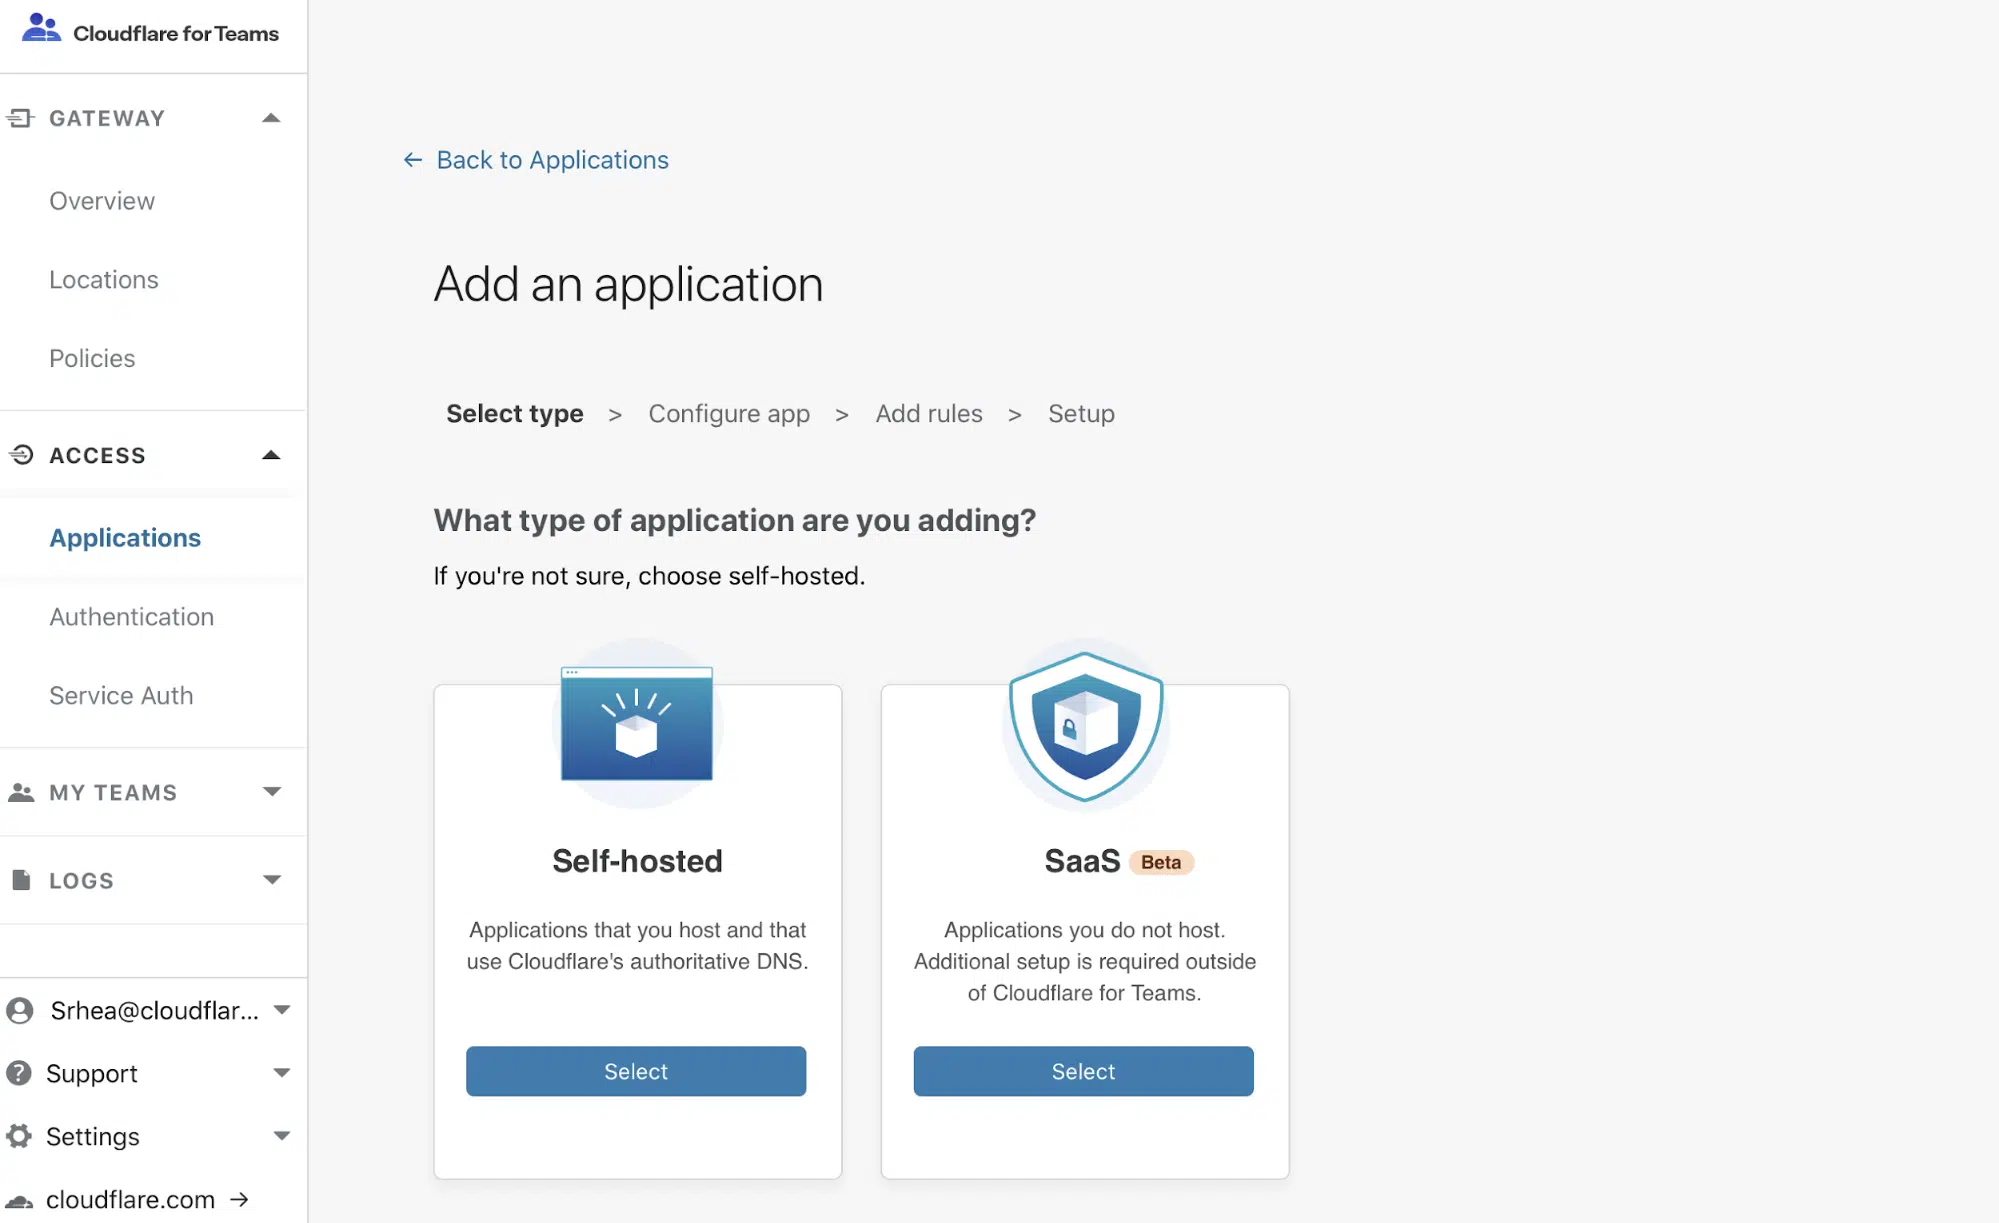 Cloudflare for Teams
GATEWAY
Overview
Locations
Policies
ACCESS
Applications
Authentication
Service Auth
MY TEAMS
LOGS
Srhea@cloudflar...
Support
Settings
cloudflare.com →
← Back to Applications
Add an application
Select type > Configure app > Add rules > Setup
What type of application are you adding?
If you're not sure, choose self-hosted.
Self-hosted
Applications that you host and that
use Cloudflare's authoritative DNS.
Select
SaaS Beta
Applications you do not host.
Additional setup is required outside
of Cloudflare for Teams.
Select